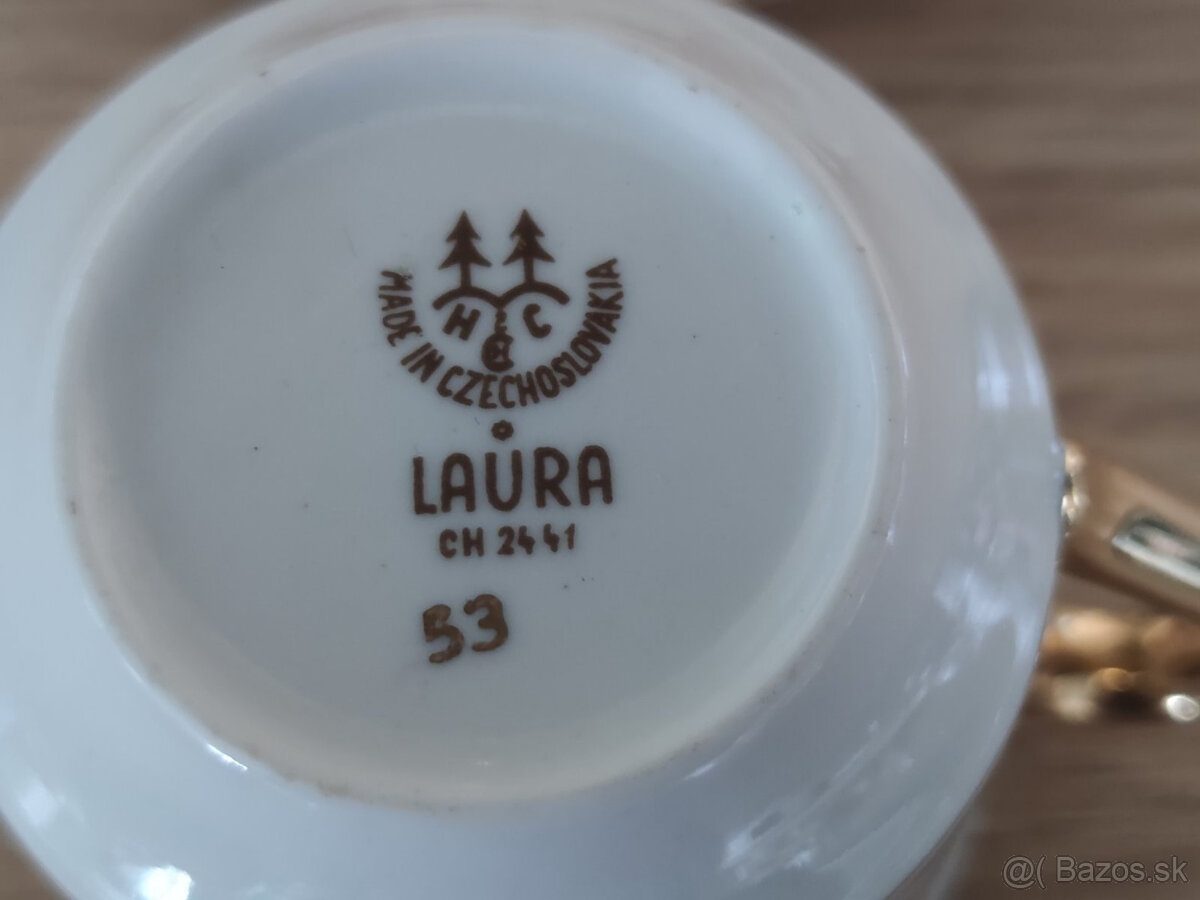 H C
MADE IN CZECHOSLOVAKIA
LAURA
CH 2441
53
@( Bazos.sk